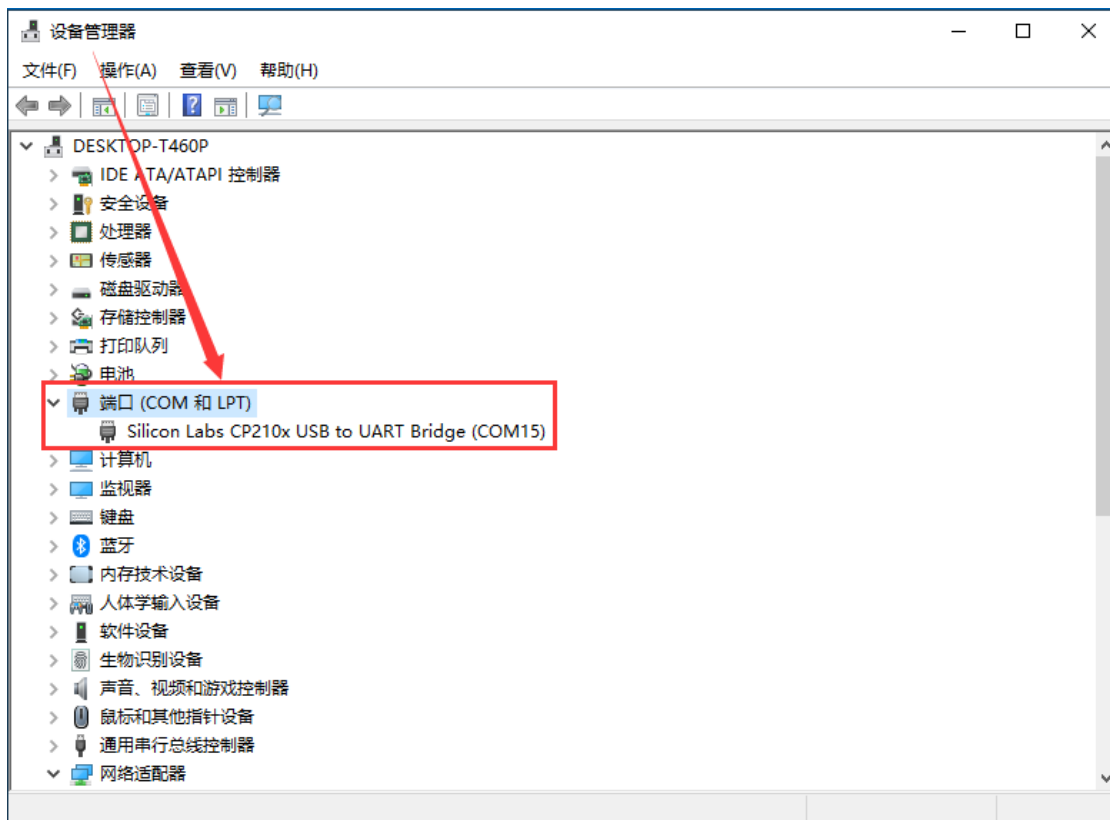 设备管理器
文件(F) 操作(A) 查看(V) 帮助(H)
DESKTOP-T460P
IDE ATA/ATAPI 控制器
安全设备
处理器
传感器
磁盘驱动器
存储控制器
打印队列
电池
端口 (COM 和 LPT)
Silicon Labs CP210x USB to UART Bridge (COM15)
计算机
监视器
键盘
蓝牙
内存技术设备
人体学输入设备
软件设备
生物识别设备
声音、视频和游戏控制器
鼠标和其他指针设备
通用串行总线控制器
网络适配器